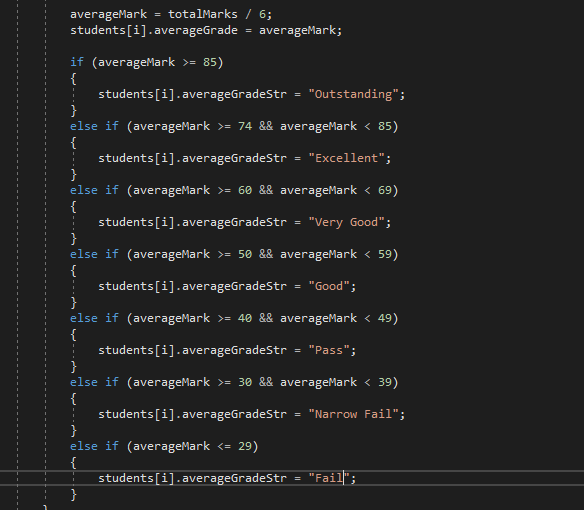 averageMark = totalMarks / 6;
students[i].averageGrade = averageMark;
if (averageMark >= 85)
{
students[i].averageGradeStr = "Outstanding";
}
else if (averageMark >= 74 && averageMark < 85)
{
students[i].averageGradeStr = "Excellent";
}
else if (averageMark >= 60 && averageMark < 69)
{
students[i].averageGradeStr = "Very Good";
}
else if (averageMark >= 50 && averageMark < 59)
{
students[i].averageGradeStr = "Good";
}
else if (averageMark >= 40 && averageMark < 49)
{
students[i].averageGradeStr = "Pass";
}
else if (averageMark >= 30 && averageMark < 39)
{
students[i].averageGradeStr = "Narrow Fail";
}
else if (averageMark <= 29)
{
students[i].averageGradeStr = "Fail";
}
}